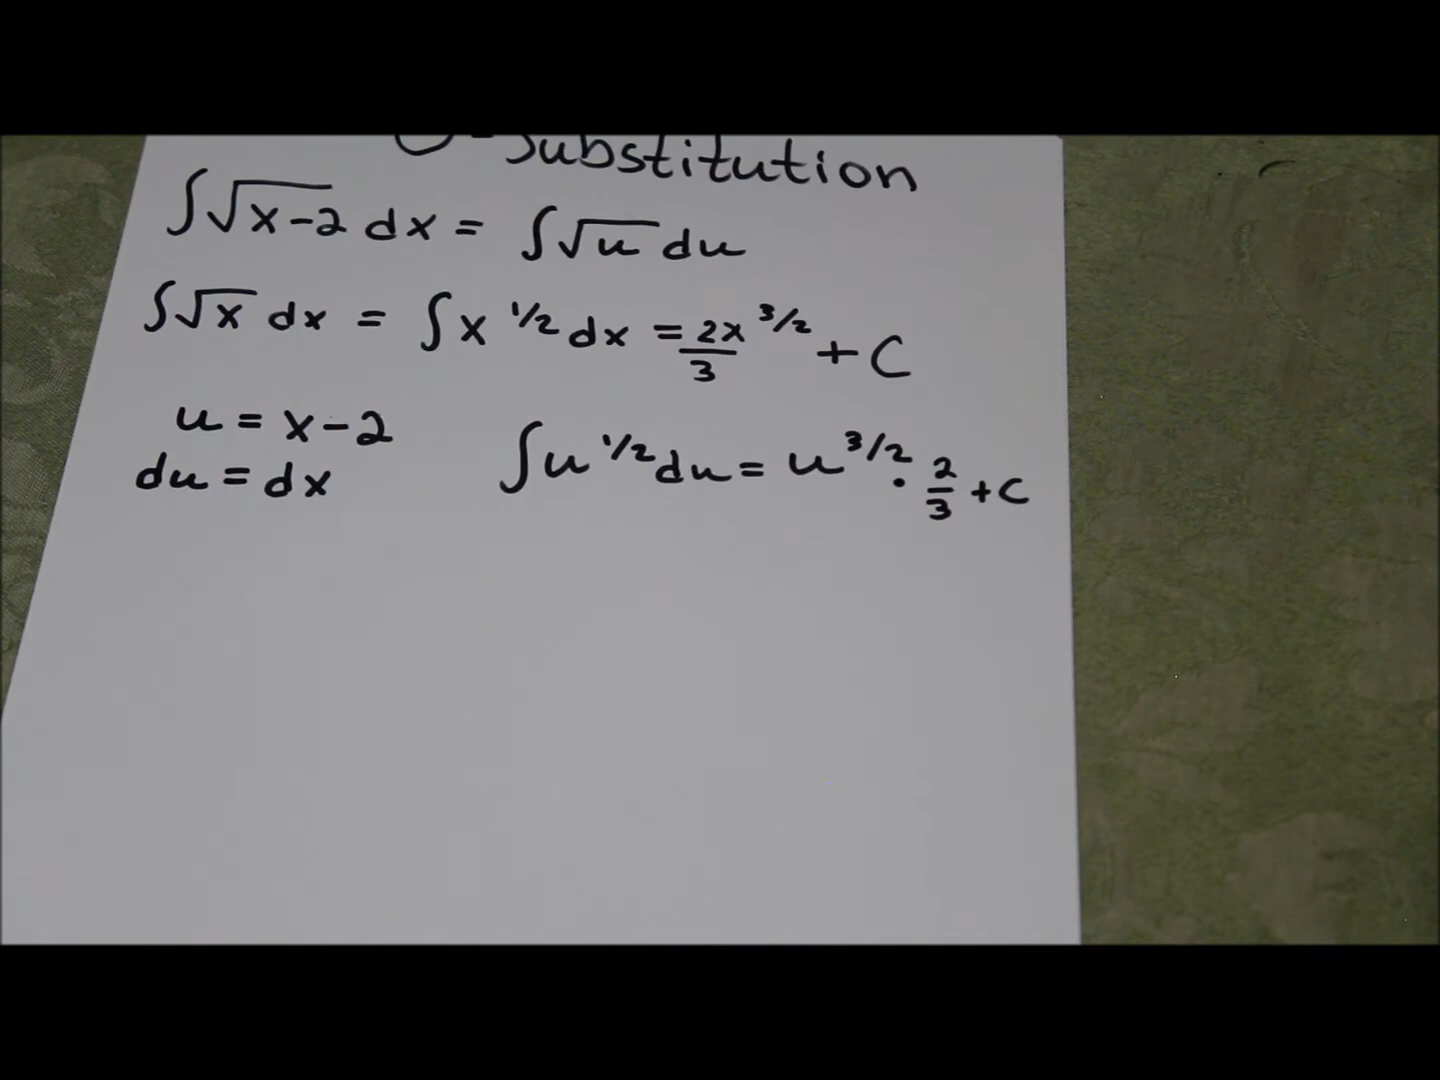 U-Substitution
∫√x-2 dx = ∫√u du
∫√x dx = ∫x^1/2 dx = 2x^3/2/3 + C
u = x-2
du = dx
∫u^1/2 du = u^3/2 · 2/3 + C